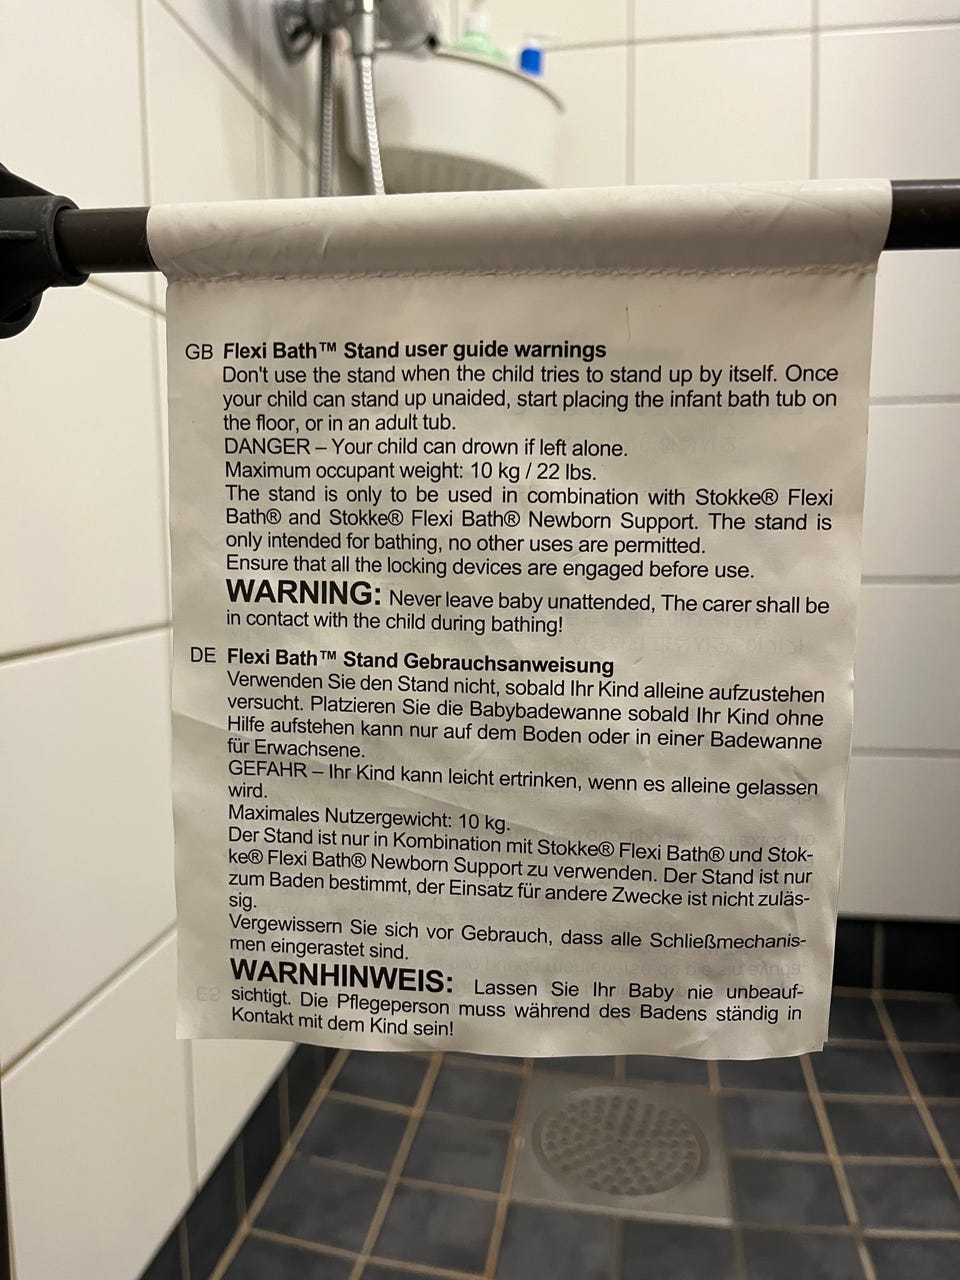 GB Flexi Bath™ Stand user guide warnings
Don't use the stand when the child tries to stand up by itself. Once
your child can stand up unaided, start placing the infant bath tub on
the floor, or in an adult tub.
DANGER – Your child can drown if left alone.
Maximum occupant weight: 10 kg / 22 lbs.
The stand is only to be used in combination with Stokke® Flexi
Bath® and Stokke® Flexi Bath® Newborn Support. The stand is
only intended for bathing, no other uses are permitted.
Ensure that all the locking devices are engaged before use.
WARNING: Never leave baby unattended, The carer shall be
in contact with the child during bathing!
DE Flexi Bath™ Stand Gebrauchsanweisung
Verwenden Sie den Stand nicht, sobald Ihr Kind alleine aufzustehen
versucht. Platzieren Sie die Babybadewanne sobald Ihr Kind ohne
Hilfe aufstehen kann nur auf dem Boden oder in einer Badewanne
für Erwachsene.
GEFAHR – Ihr Kind kann leicht ertrinken, wenn es alleine gelassen
wird.
Maximales Nutzergewicht: 10 kg.
Der Stand ist nur in Kombination mit Stokke® Flexi Bath® und Stok-
ke® Flexi Bath® Newborn Support zu verwenden. Der Stand ist nur
zum Baden bestimmt, der Einsatz für andere Zwecke ist nicht zuläs-
sig.
Vergewissern Sie sich vor Gebrauch, dass alle Schließmechanis-
men eingerastet sind.
WARNHINWEIS: Lassen Sie Ihr Baby nie unbeauf-
sichtigt. Die Pflegeperson muss während des Badens ständig in
Kontakt mit dem Kind sein!